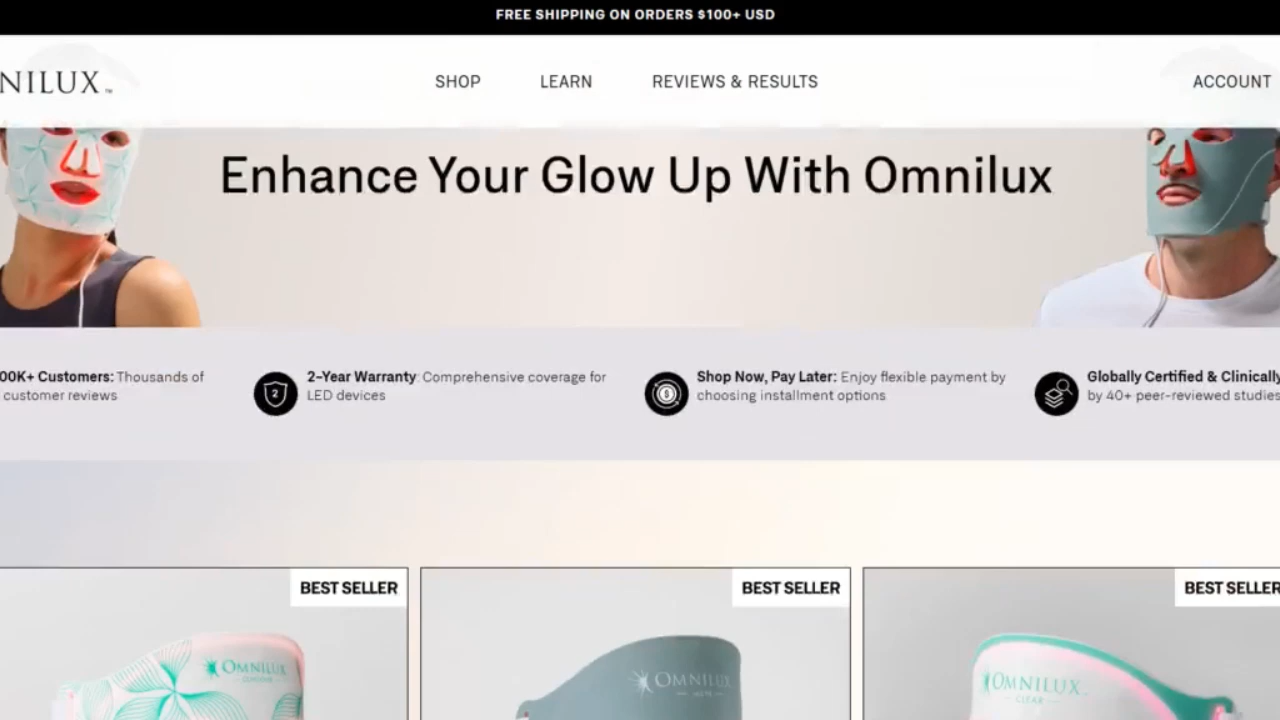 FREE SHIPPING ON ORDERS $100+ USD
NILUX™
SHOP
LEARN
REVIEWS & RESULTS
ACCOUNT
Enhance Your Glow Up With Omnilux
00K+ Customers: Thousands of
customer reviews
2
2-Year Warranty: Comprehensive coverage for
LED devices
$
Shop Now, Pay Later: Enjoy flexible payment by
choosing installment options
Globally Certified & Clinically
by 40+ peer-reviewed studies
BEST SELLER
BEST SELLER
BEST SELLER
OMNILUX
OMNILUX
OMNILUX
CLEAR